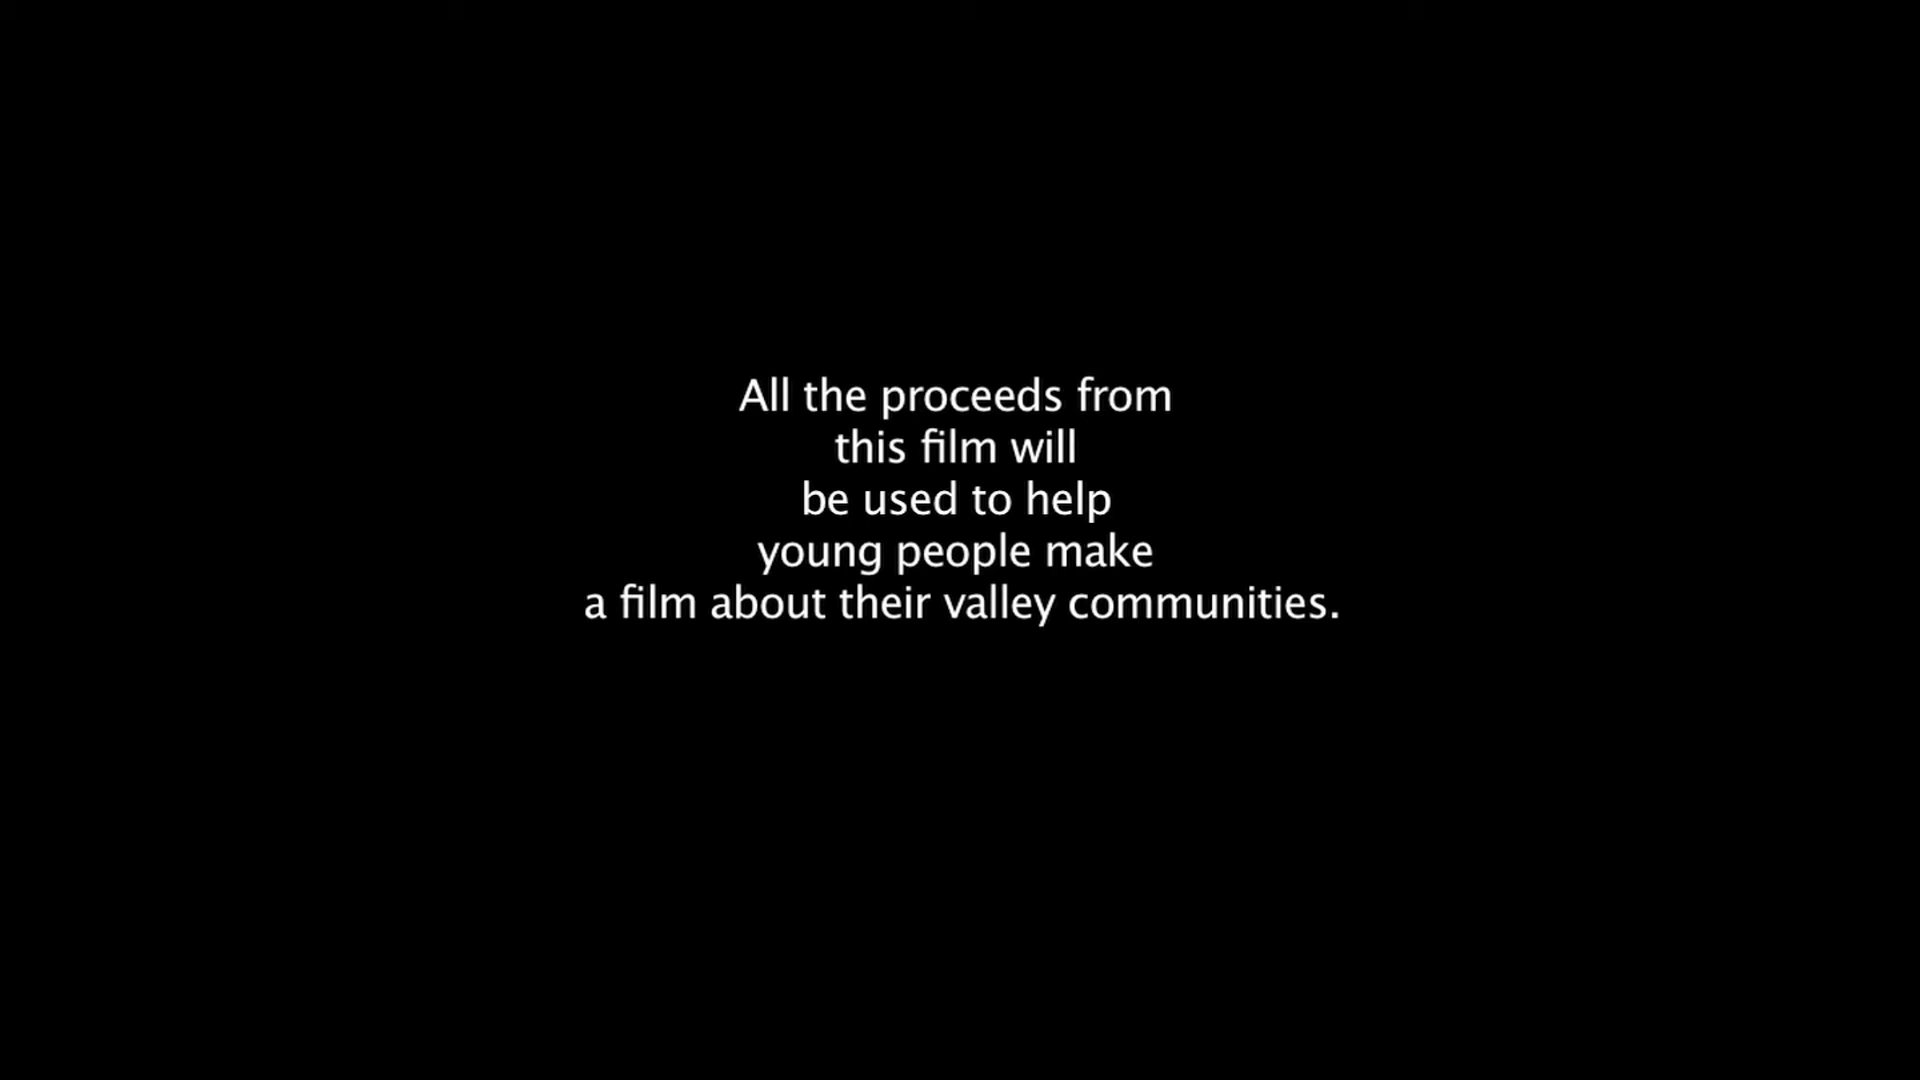 All the proceeds from
this film will
be used to help
young people make
a film about their valley communities.